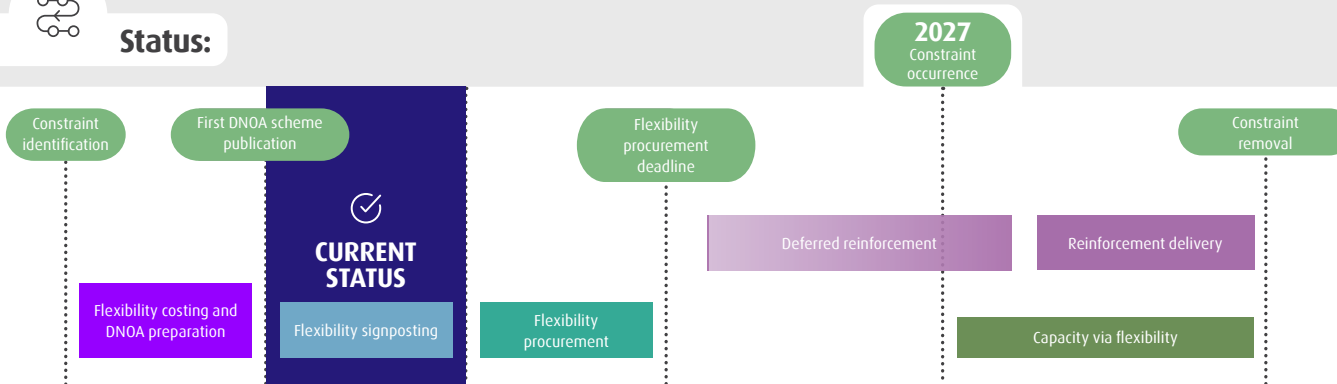 Status:
2027
Constraint
occurrence
Constraint
identification
First DNOA scheme
publication
Flexibility
procurement
deadline
Constraint
removal
CURRENT
STATUS
Deferred reinforcement
Reinforcement delivery
Flexibility costing and
DNOA preparation
Flexibility signposting
Flexibility
procurement
Capacity via flexibility